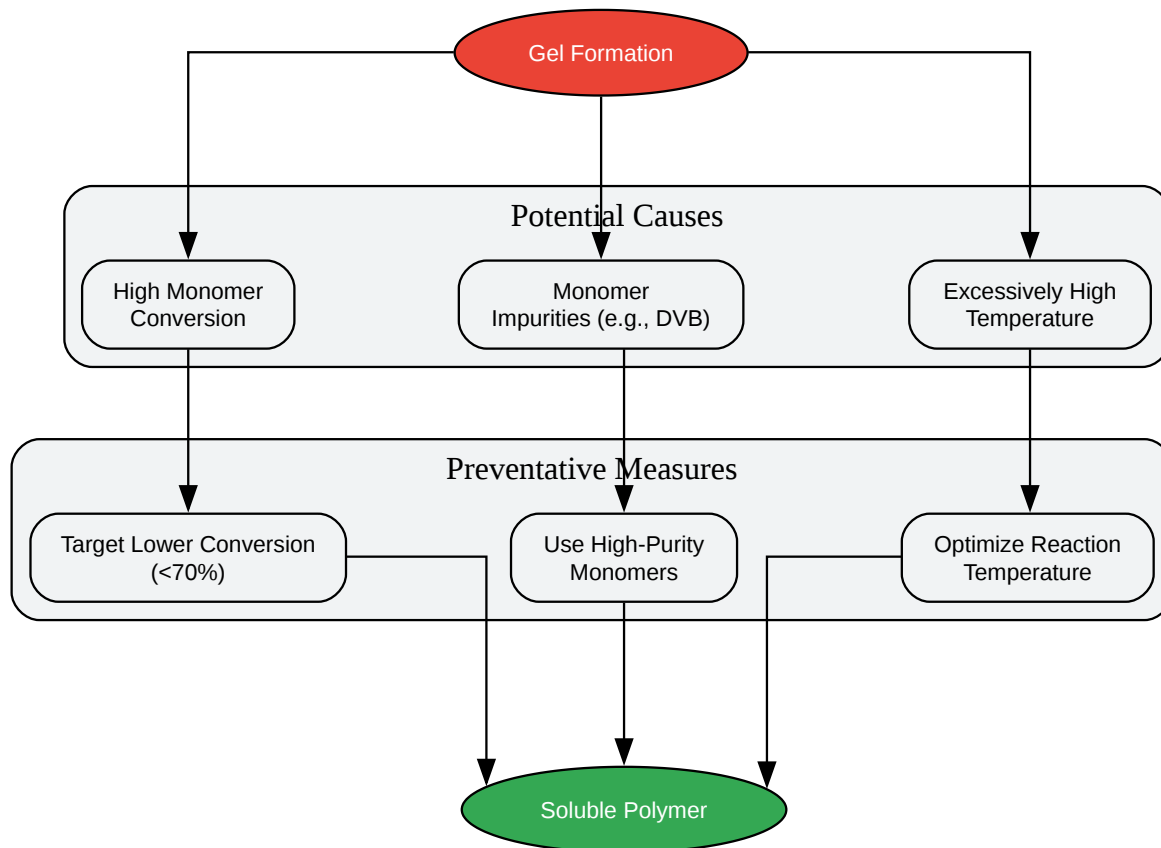 Gel Formation
Potential Causes
High Monomer
Conversion
Monomer
Impurities (e.g., DVB)
Excessively High
Temperature
Preventative Measures
Target Lower Conversion
(<70%)
Use High-Purity
Monomers
Optimize Reaction
Temperature
Soluble Polymer